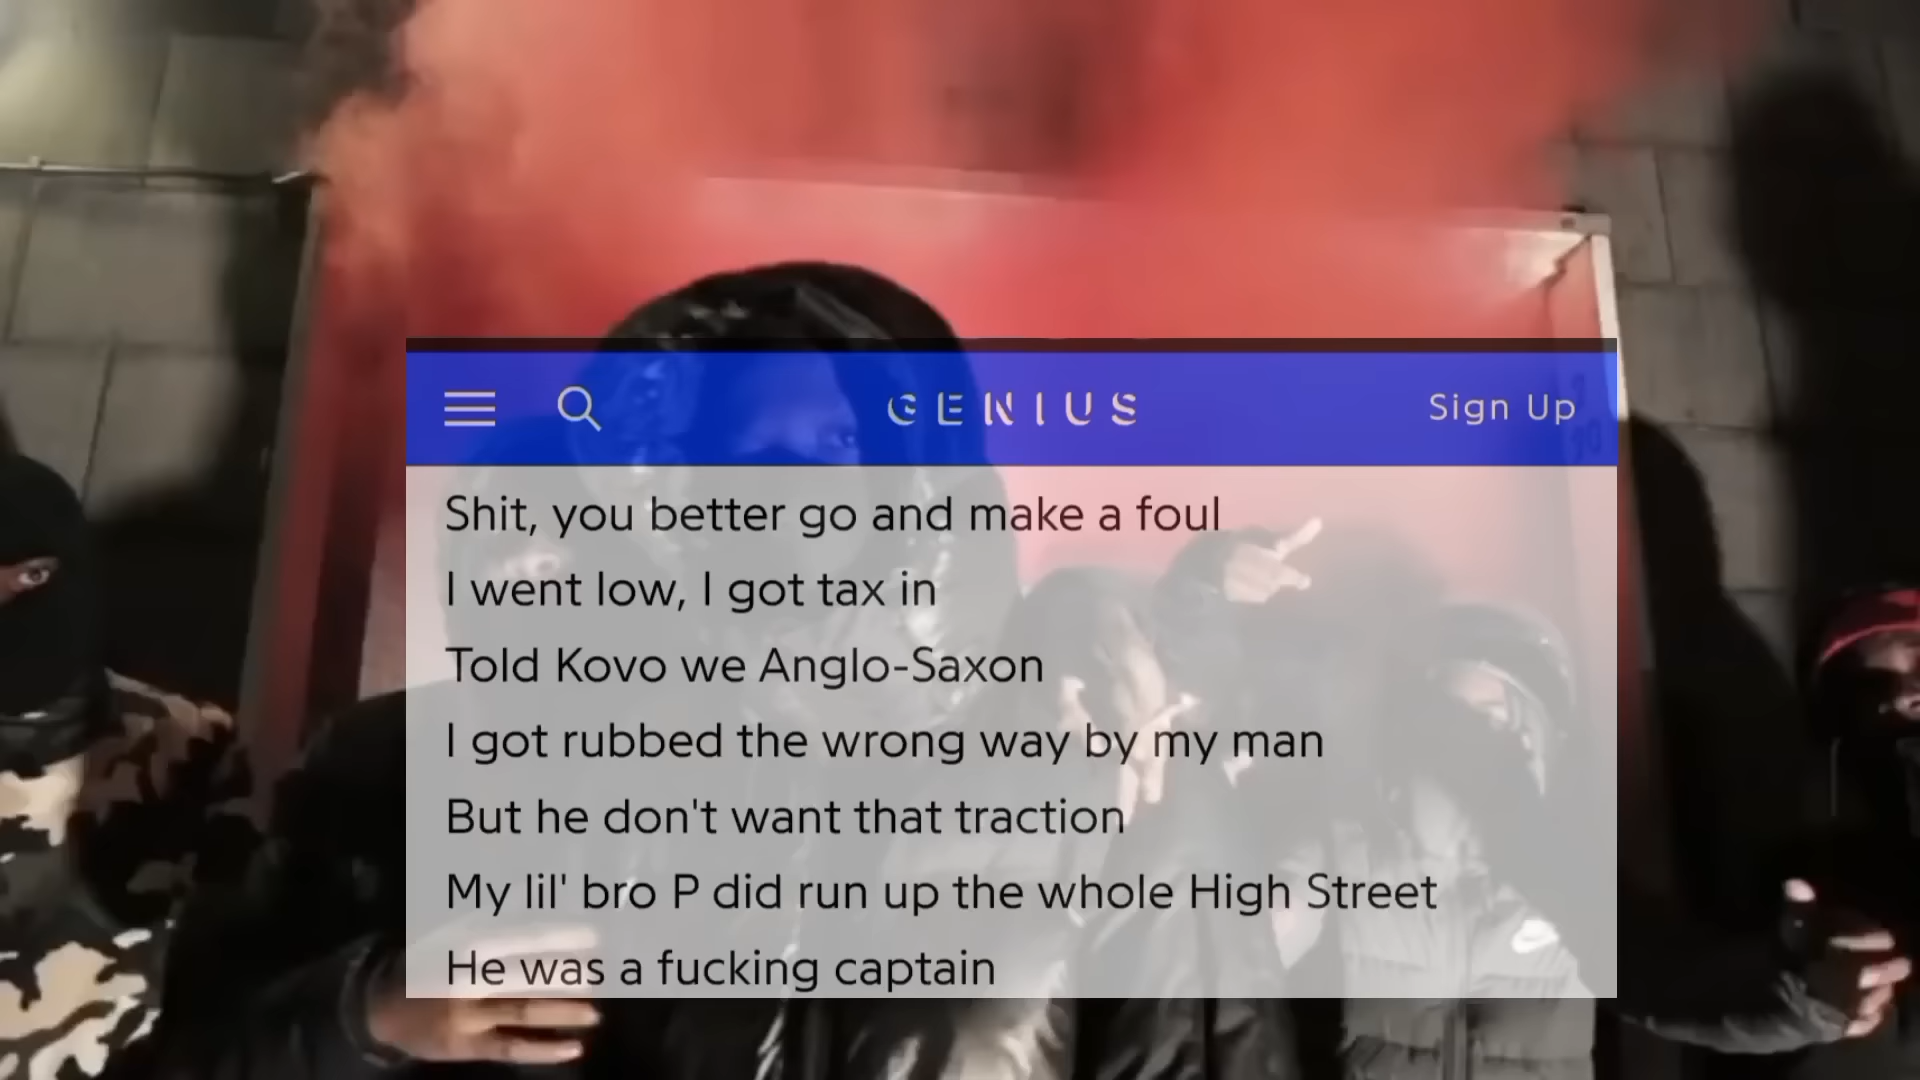 GENIUS
Sign Up
Shit, you better go and make a foul
I went low, I got tax in
Told Kovo we Anglo-Saxon
I got rubbed the wrong way by my man
But he don't want that traction
My lil' bro P did run up the whole High Street
He was a fucking captain